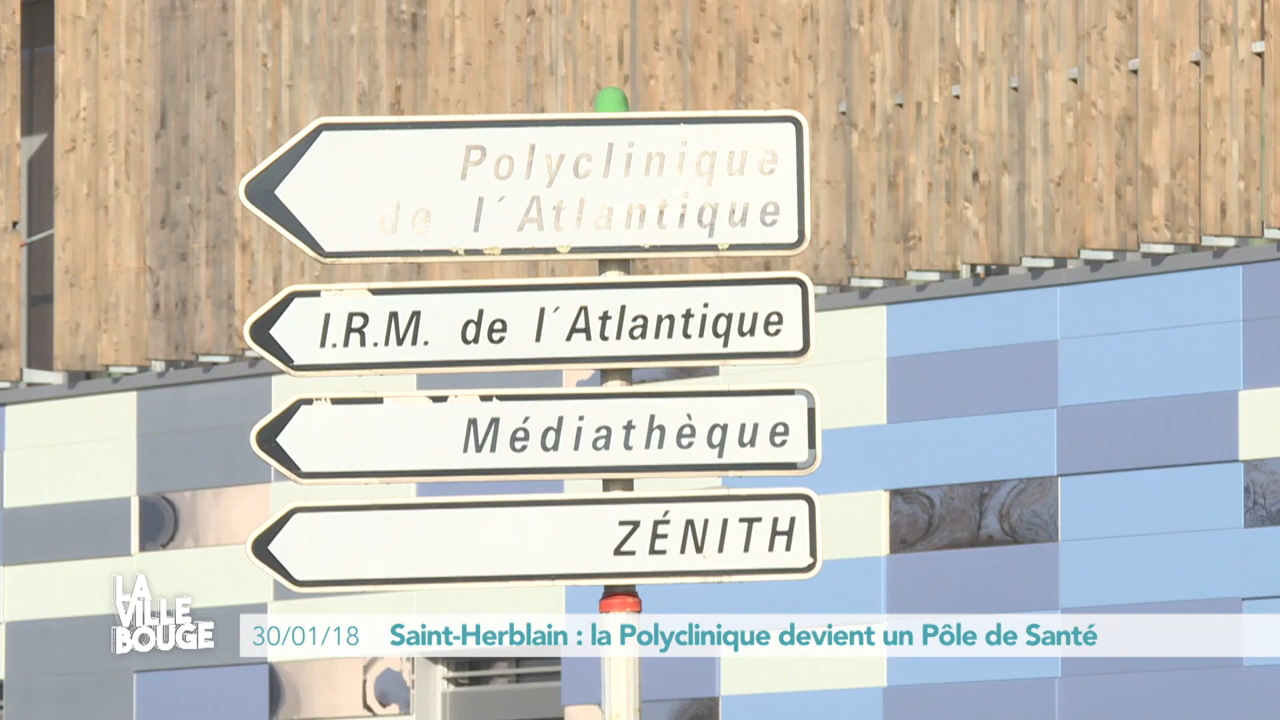 Polyclinique
de l'Atlantique
I.R.M. de l'Atlantique
Médiathèque
ZÉNITH
LA
VILLE
BOUGE
30/01/18 Saint-Herblain : la Polyclinique devient un Pôle de Santé